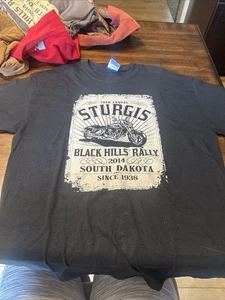 STURGIS
BLACK HILLS RALLY
2014
SOUTH DAKOTA
SINCE 1938